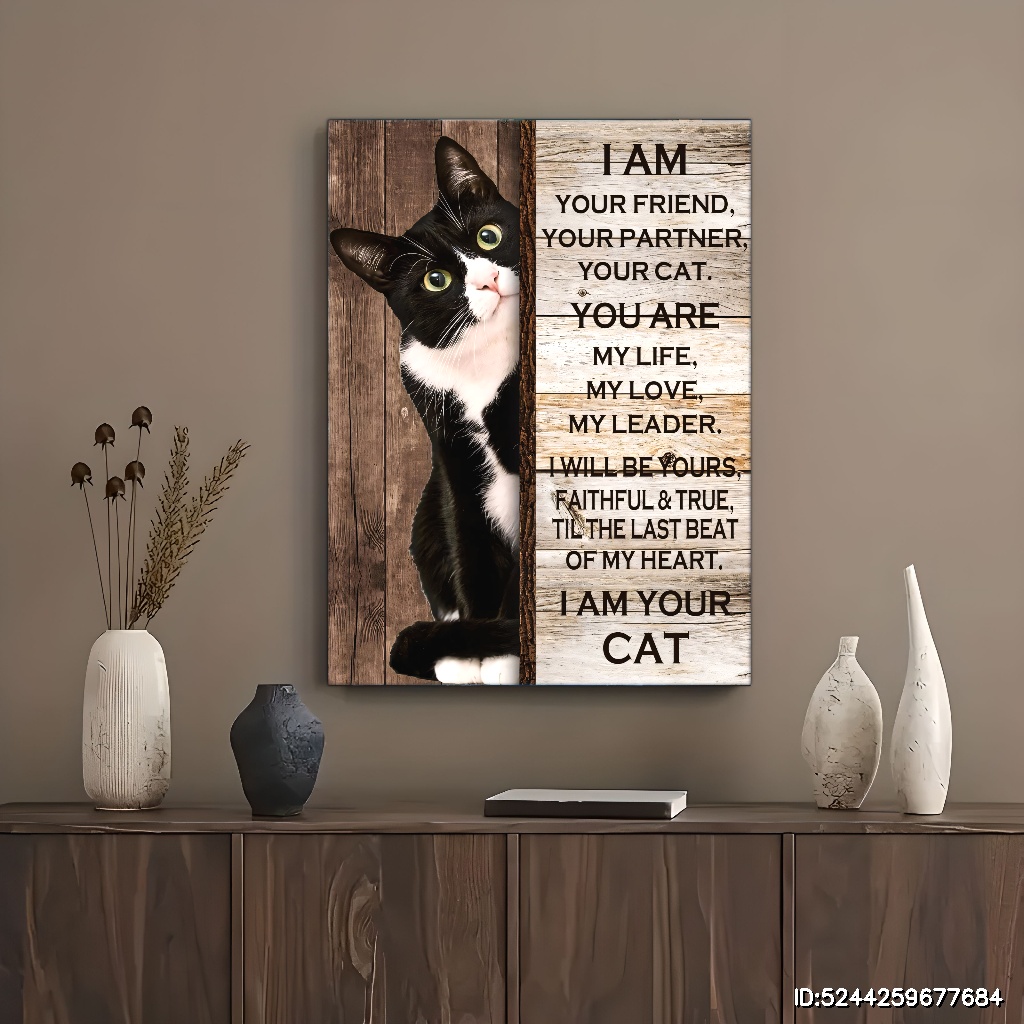 I AM
YOUR FRIEND,
YOUR PARTNER,
YOUR CAT.
YOU ARE
MY LIFE,
MY LOVE,
MY LEADER.
I WILL BE YOURS,
FAITHFUL & TRUE,
TIL THE LAST BEAT
OF MY HEART.
I AM YOUR
CAT
ID:5244259677684